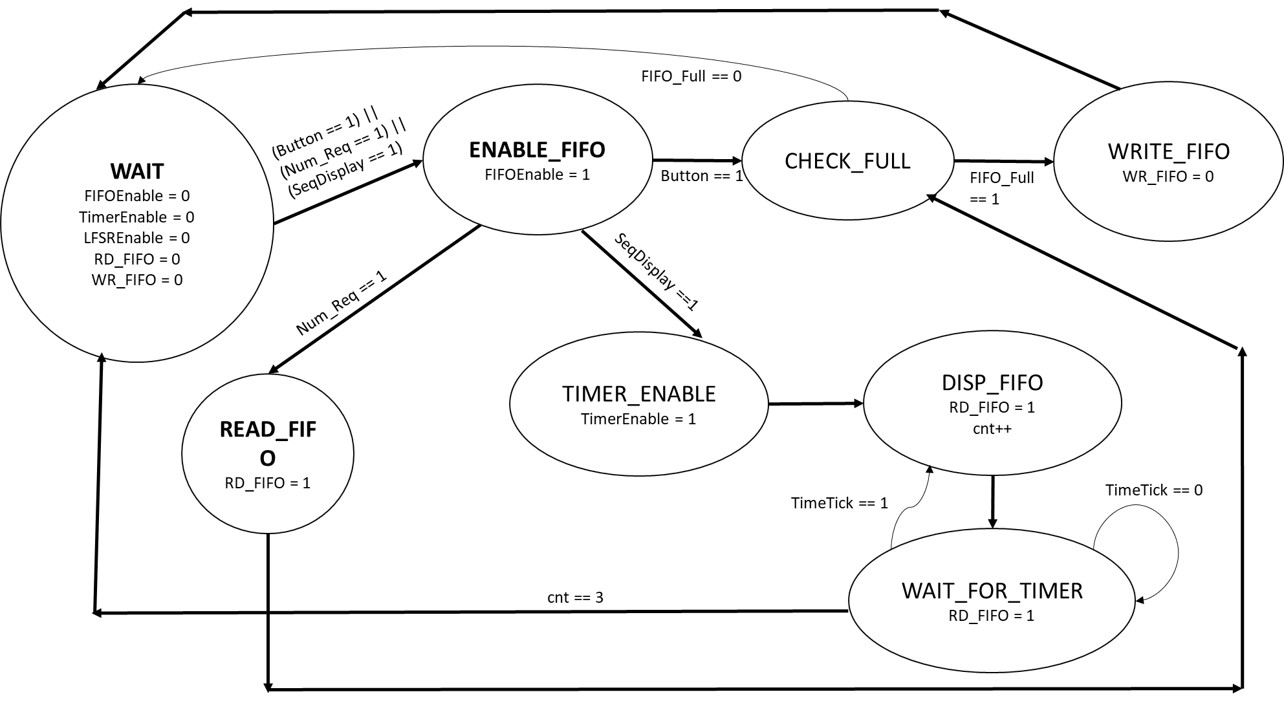 FIFO_Full == 0
(Button == 1) ||
(Num_Req == 1) ||
(SeqDisplay == 1)
WAIT
FIFOEnable = 0
TimerEnable = 0
LFSREnable = 0
RD_FIFO = 0
WR_FIFO = 0
ENABLE_FIFO
FIFOEnable = 1
Button == 1
CHECK_FULL
FIFO_Full
== 1
WRITE_FIFO
WR_FIFO = 0
Num_Req == 1
SeqDisplay ==1
READ_FIF
O
RD_FIFO = 1
TIMER_ENABLE
TimerEnable = 1
DISP_FIFO
RD_FIFO = 1
cnt++
TimeTick == 1
TimeTick == 0
WAIT_FOR_TIMER
RD_FIFO = 1
cnt == 3